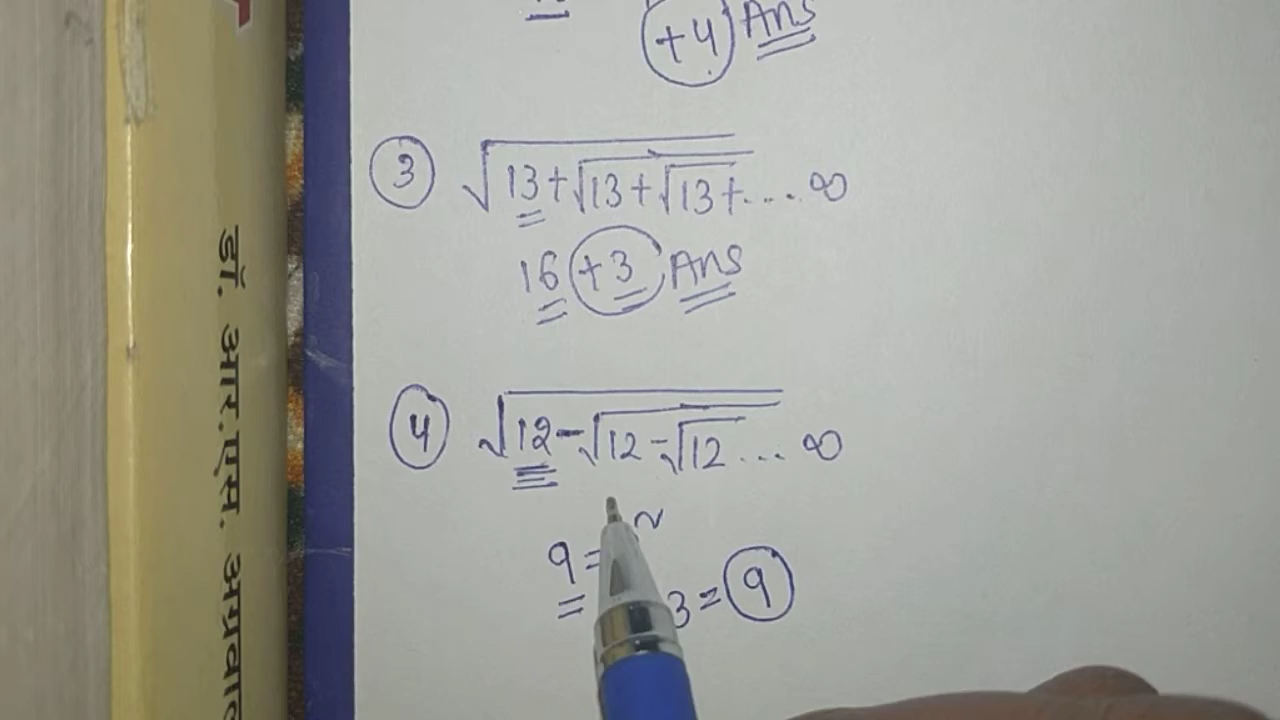 +4 Ans
3 √13+√13+√13+.... ∞
16 +3 Ans
4 √12-√12-√12... ∞
9=
3 = 9
डॉ. आर.एस. अग्रवाल